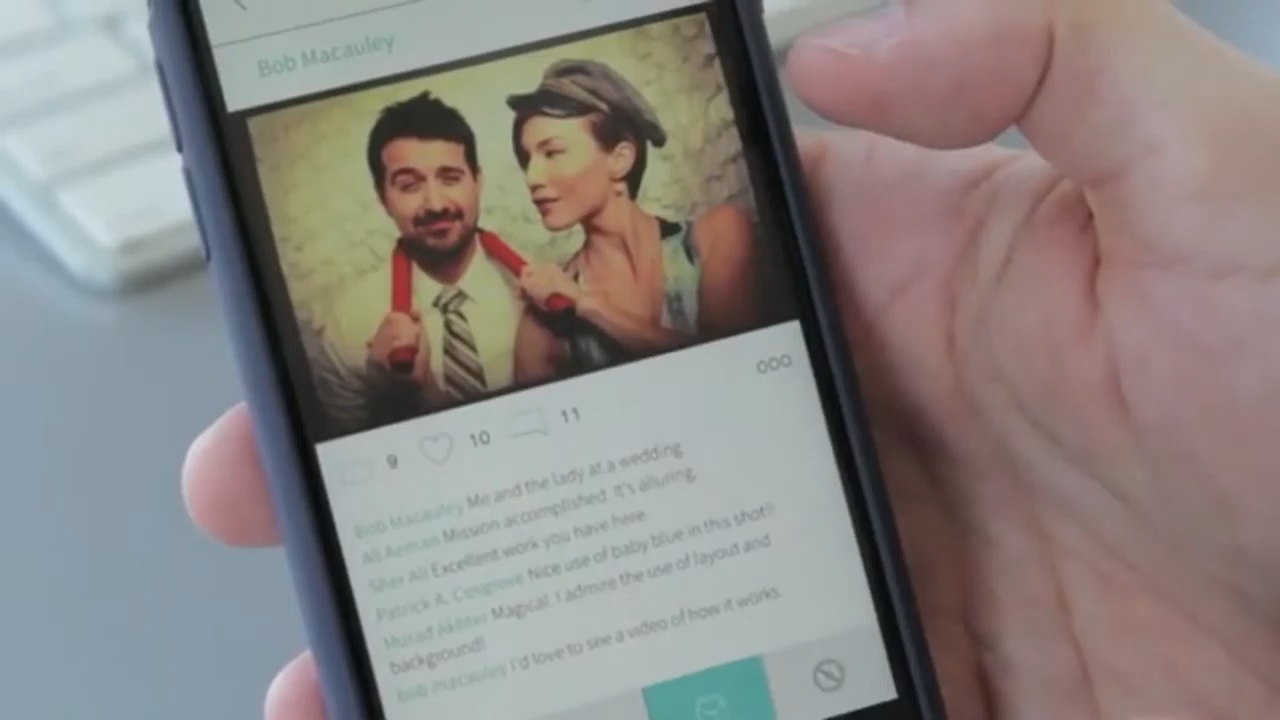 Bob Macauley
ooo
9 10 11
Bob Macauley Me and the lady at a wedding
Ali Aeman Mission accomplished. It's alluring.
Sher Ali Excellent work you have here.
Patrick A. Cosgrove Nice use of baby blue in this shot!!
Murad Akhter Magical. I admire the use of layout and
background!
Bob macauley I'd love to see a video of how it works.